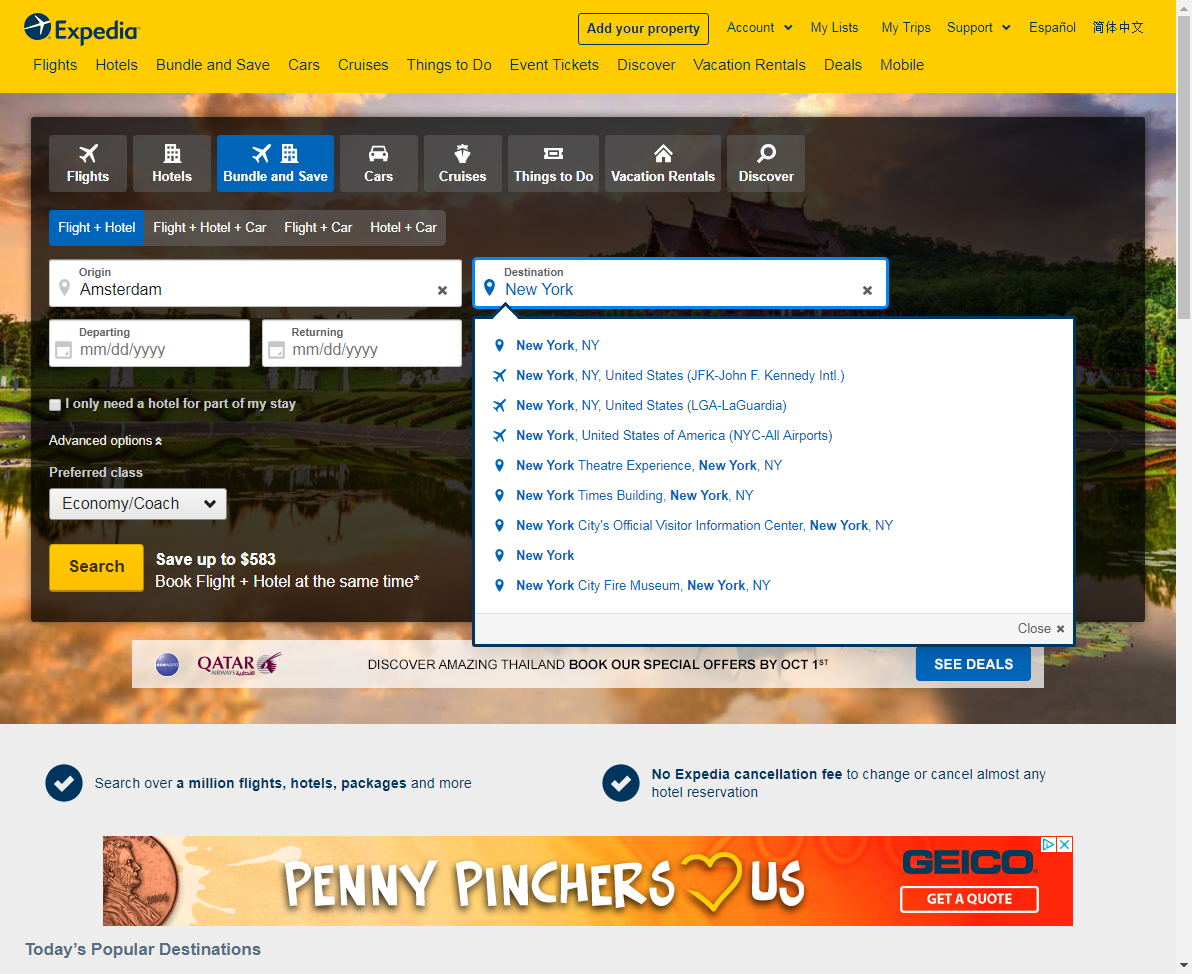 Expedia
Add your property
Account
My Lists
My Trips
Support
Español
简体中文
Flights Hotels Bundle and Save Cars Cruises Things to Do Event Tickets Discover Vacation Rentals Deals Mobile
Flights
Hotels
Bundle and Save
Cars
Cruises
Things to Do
Vacation Rentals
Discover
Flight + Hotel
Flight + Hotel + Car
Flight + Car
Hotel + Car
Origin
Amsterdam
Destination
New York
Departing
mm/dd/yyyy
Returning
mm/dd/yyyy
I only need a hotel for part of my stay
Advanced options
Preferred class
Economy/Coach
Search
Save up to $583
Book Flight + Hotel at the same time*
New York, NY
New York, NY, United States (JFK-John F. Kennedy Intl.)
New York, NY, United States (LGA-LaGuardia)
New York, United States of America (NYC-All Airports)
New York Theatre Experience, New York, NY
New York Times Building, New York, NY
New York City's Official Visitor Information Center, New York, NY
New York
New York City Fire Museum, New York, NY
Close
oneworld
QATAR
AIRWAYS القطرية
DISCOVER AMAZING THAILAND BOOK OUR SPECIAL OFFERS BY OCT 1ST
SEE DEALS
Search over a million flights, hotels, packages and more
No Expedia cancellation fee to change or cancel almost any
hotel reservation
PENNY PINCHERS US
GEICO
GET A QUOTE
Today's Popular Destinations